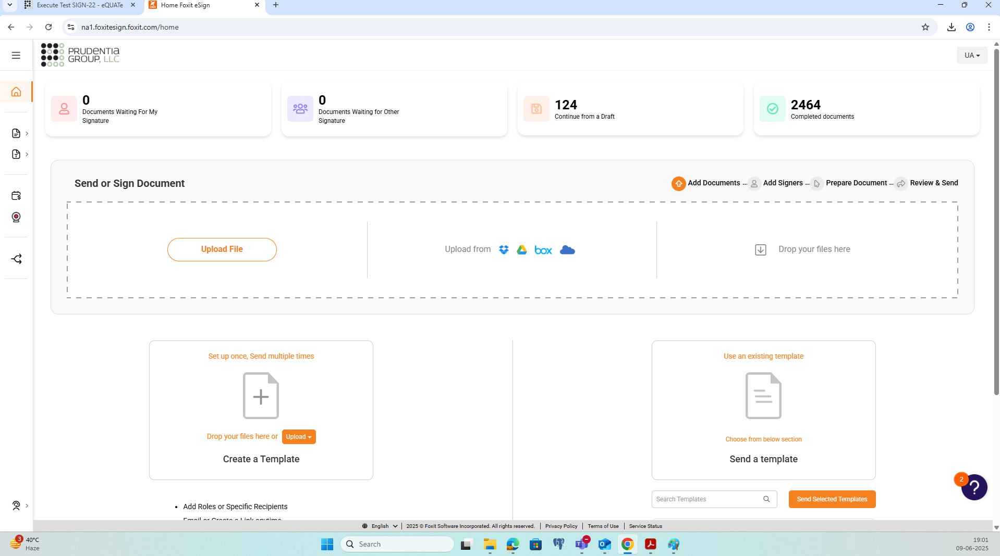 Execute Test SIGN-22 - eQUATe
Home Foxit eSign
na1.foxitesign.foxit.com/home
PRUDENTIA
GROUP, LLC
UA
0
Documents Waiting For My
Signature
0
Documents Waiting for Other
Signature
124
Continue from a Draft
2464
Completed documents
Send or Sign Document
Add Documents
Add Signers
Prepare Document
Review & Send
Upload File
Upload from
box
Drop your files here
Set up once, Send multiple times
Drop your files here or
Upload
Create a Template
Use an existing template
Choose from below section
Send a template
2
?
Search Templates
Send Selected Templates
• Add Roles or Specific Recipients
Email or Create a Link anytime
English
2025 © Foxit Software Incorporated. All rights reserved.
Privacy Policy
Terms of Use
Service Status
3
40°C
Haze
Search
19:01
09-06-2025